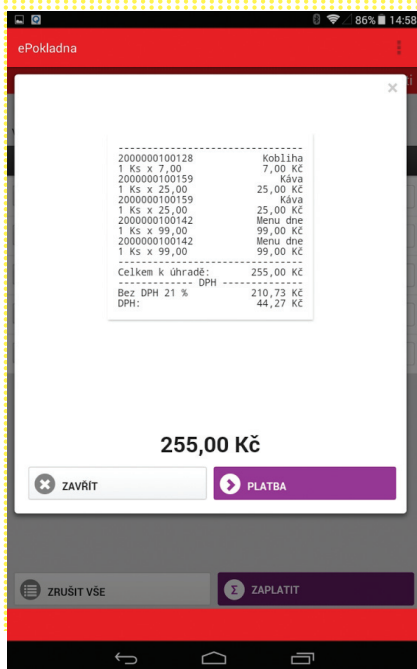 86% 14:58
ePokladna
------------------------------
2000000100128 Kobliha
1 Ks x 7,00 7,00 Kč
2000000100159 Káva
1 Ks x 25,00 25,00 Kč
2000000100159 Káva
1 Ks x 25,00 25,00 Kč
2000000100142 Menu dne
1 Ks x 99,00 99,00 Kč
2000000100142 Menu dne
1 Ks x 99,00 99,00 Kč
------------------------------
Celkem k úhradě: 255,00 Kč
------------- DPH -------------
Bez DPH 21 % 210,73 Kč
DPH: 44,27 Kč
255,00 Kč
ZAVŘÍT PLATBA
ZRUŠIT VŠE Σ ZAPLATIT